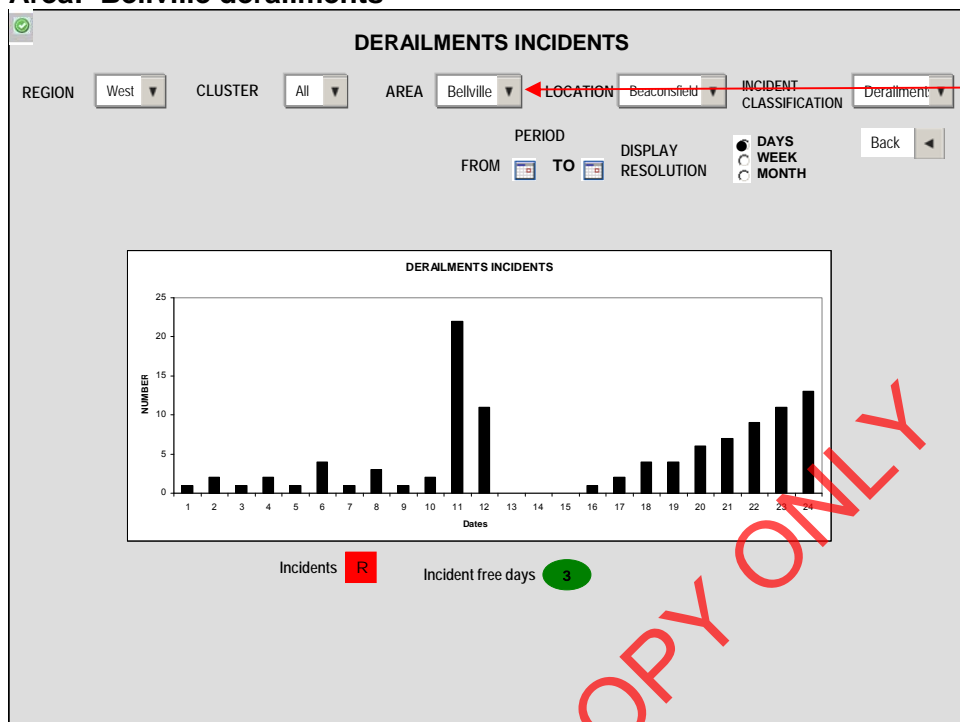 Area: Bellville derailments
DERAILMENTS INCIDENTS
REGION West CLUSTER All AREA Bellville LOCATION Beaconsfield INCIDENT CLASSIFICATION Derailment
PERIOD
FROM TO DISPLAY RESOLUTION
DAYS
WEEK
MONTH
Back
DERAILMENTS INCIDENTS
NUMBER
25
20
15
10
5
0
1 2 3 4 5 6 7 8 9 10 11 12 13 14 15 16 17 18 19 20 21 22 23 24
Dates
Incidents R Incident free days 3
OPY ONLY